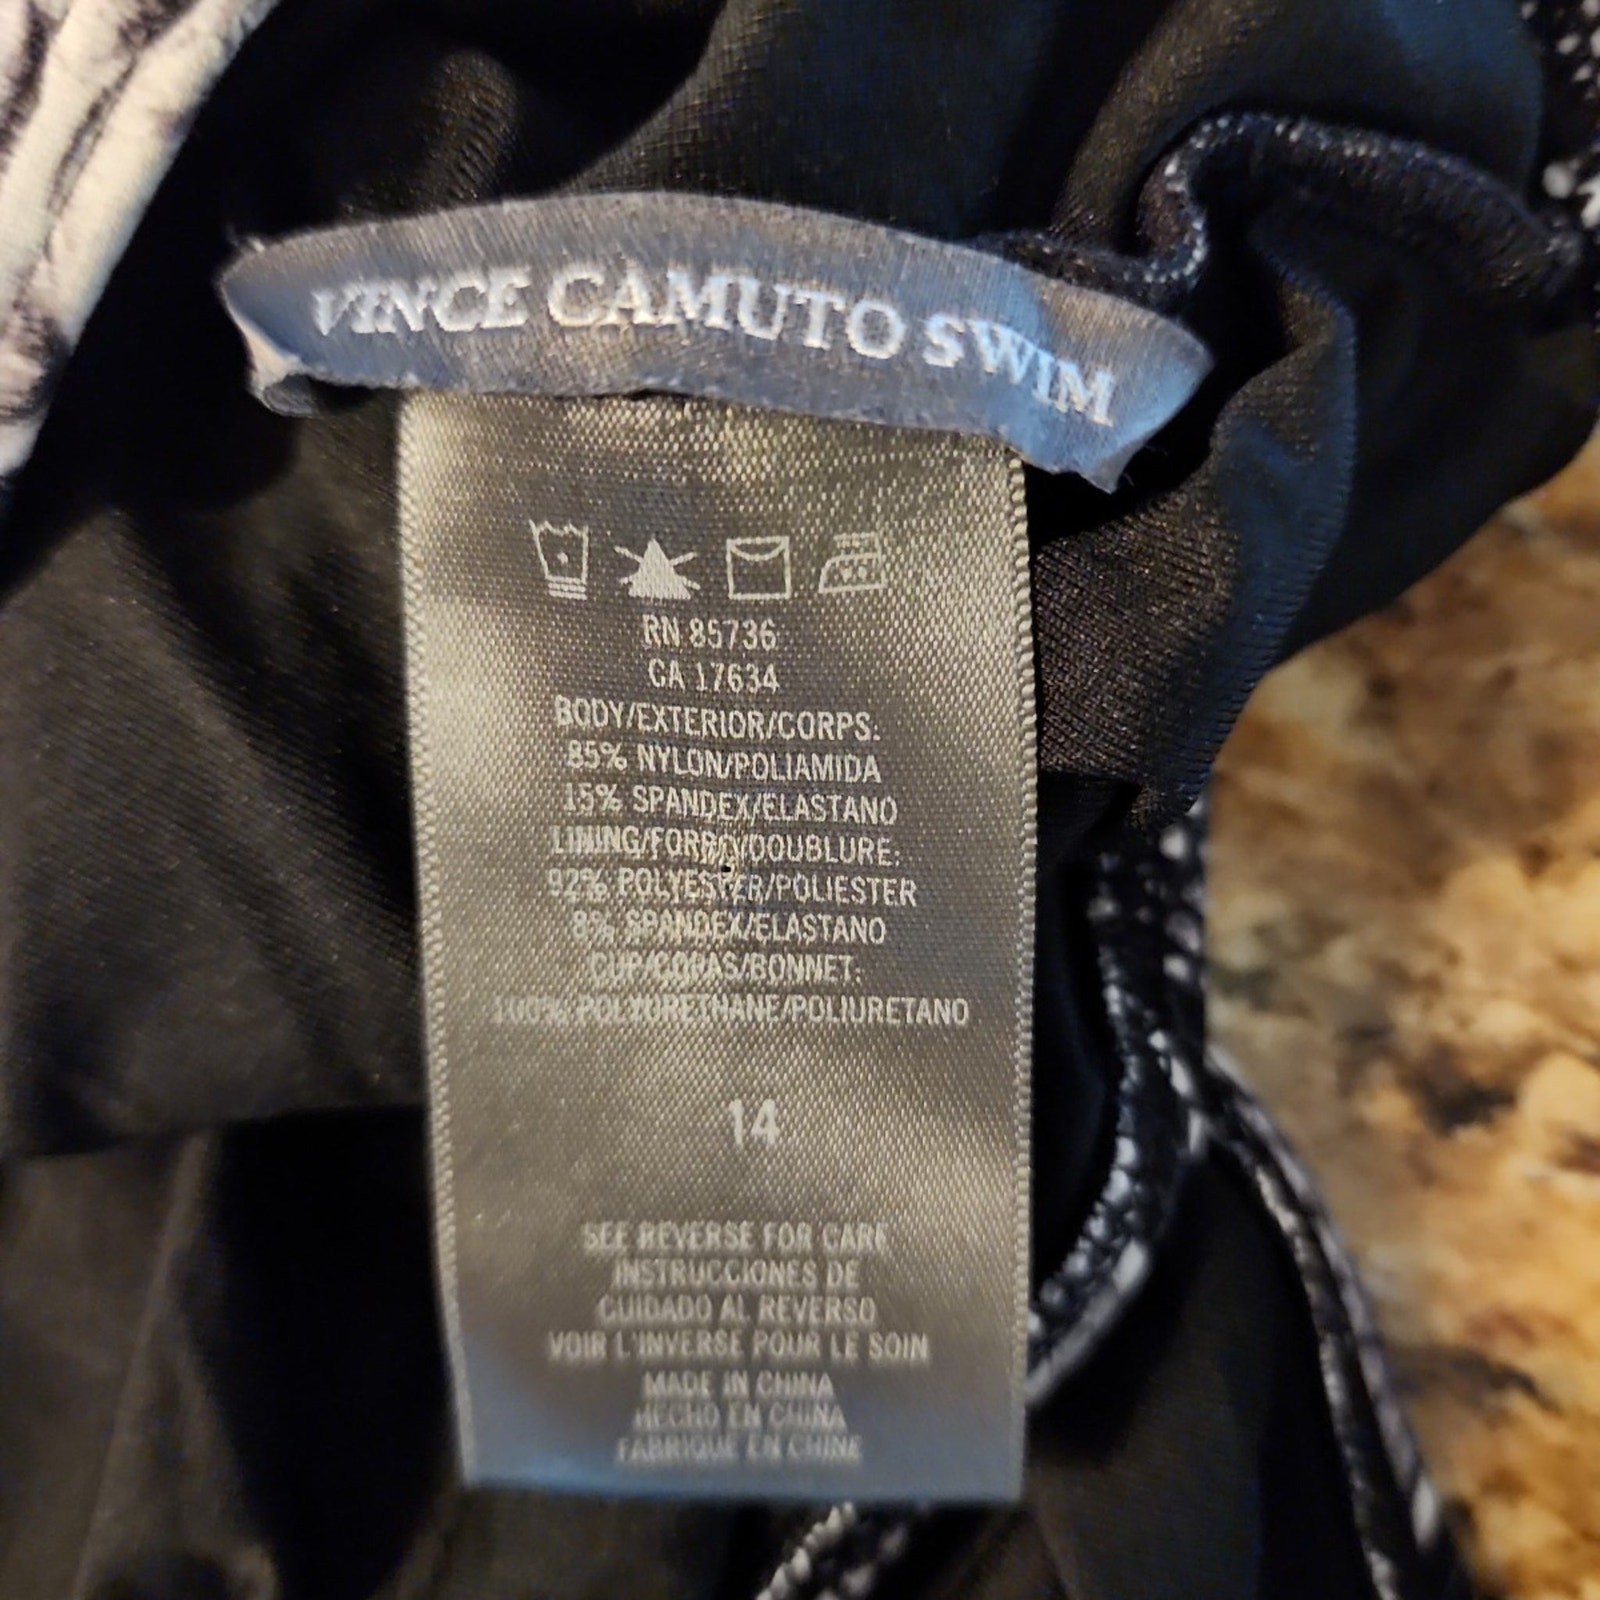 VINCE CAMUTO SWIM
RN 85736
CA 17634
BODY/EXTERIOR/CORPS:
85% NYLON/POLIAMIDA
15% SPANDEX/ELASTANO
LINING/FORRO/DOUBLURE:
92% POLYESTER/POLIESTER
8% SPANDEX/ELASTANO
CUP/COPAS/BONNET:
100% POLYURETHANE/POLIURETANO
14
SEE REVERSE FOR CARE
INSTRUCCIONES DE
CUIDADO AL REVERSO
VOIR L'INVERSE POUR LE SOIN
MADE IN CHINA
HECHO EN CHINA
FABRIQUE EN CHINE